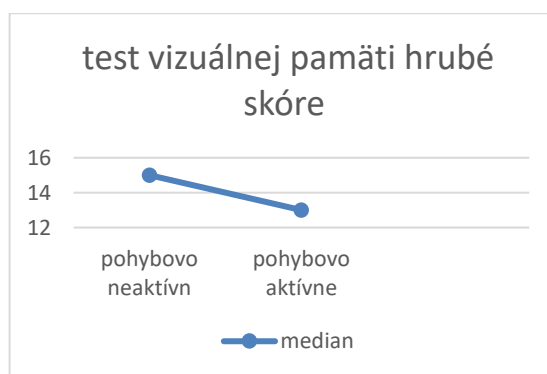 test vizuálnej pamäti hrubé
skóre
16
14
12
pohybovo
neaktívn
pohybovo
aktívne
median